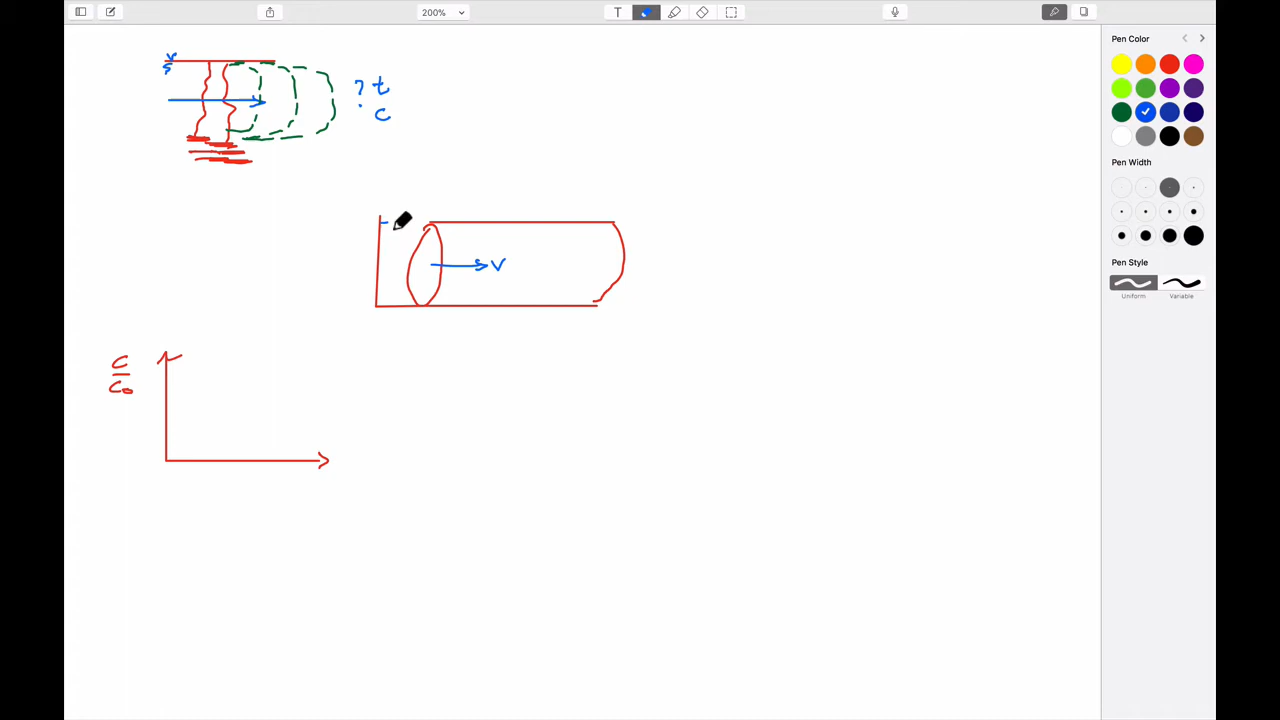 200%
T
Pen Color
Pen Width
Pen Style
Uniform
Variable
? t
c
v
C
C₀